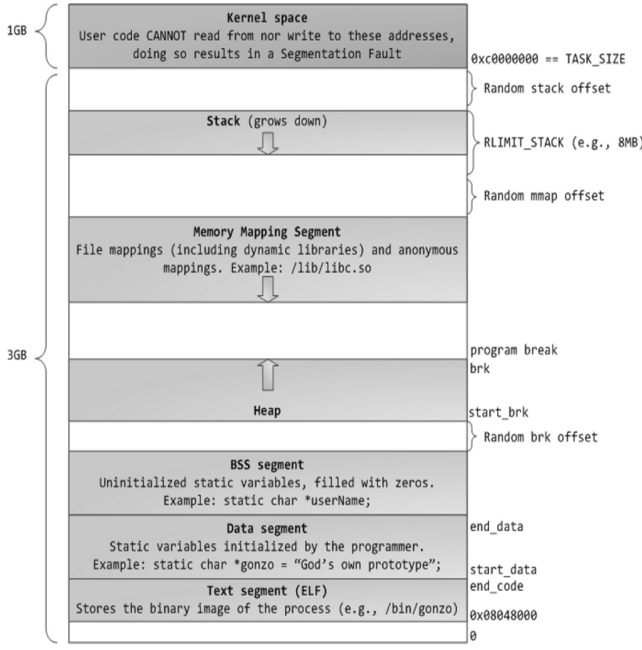 1GB
Kernel space
User code CANNOT read from nor write to these addresses,
doing so results in a Segmentation Fault
0xc0000000 == TASK_SIZE
Random stack offset
Stack (grows down)
RLIMIT_STACK (e.g., 8MB)
Random mmap offset
Memory Mapping Segment
File mappings (including dynamic libraries) and anonymous
mappings. Example: /lib/libc.so
3GB
program break
brk
Heap
start_brk
Random brk offset
BSS segment
Uninitialized static variables, filled with zeros.
Example: static char *userName;
Data segment
end_data
Static variables initialized by the programmer.
Example: static char *gonzo = “God’s own prototype”;
start_data
end_code
Text segment (ELF)
Stores the binary image of the process (e.g., /bin/gonzo)
0x08048000
0